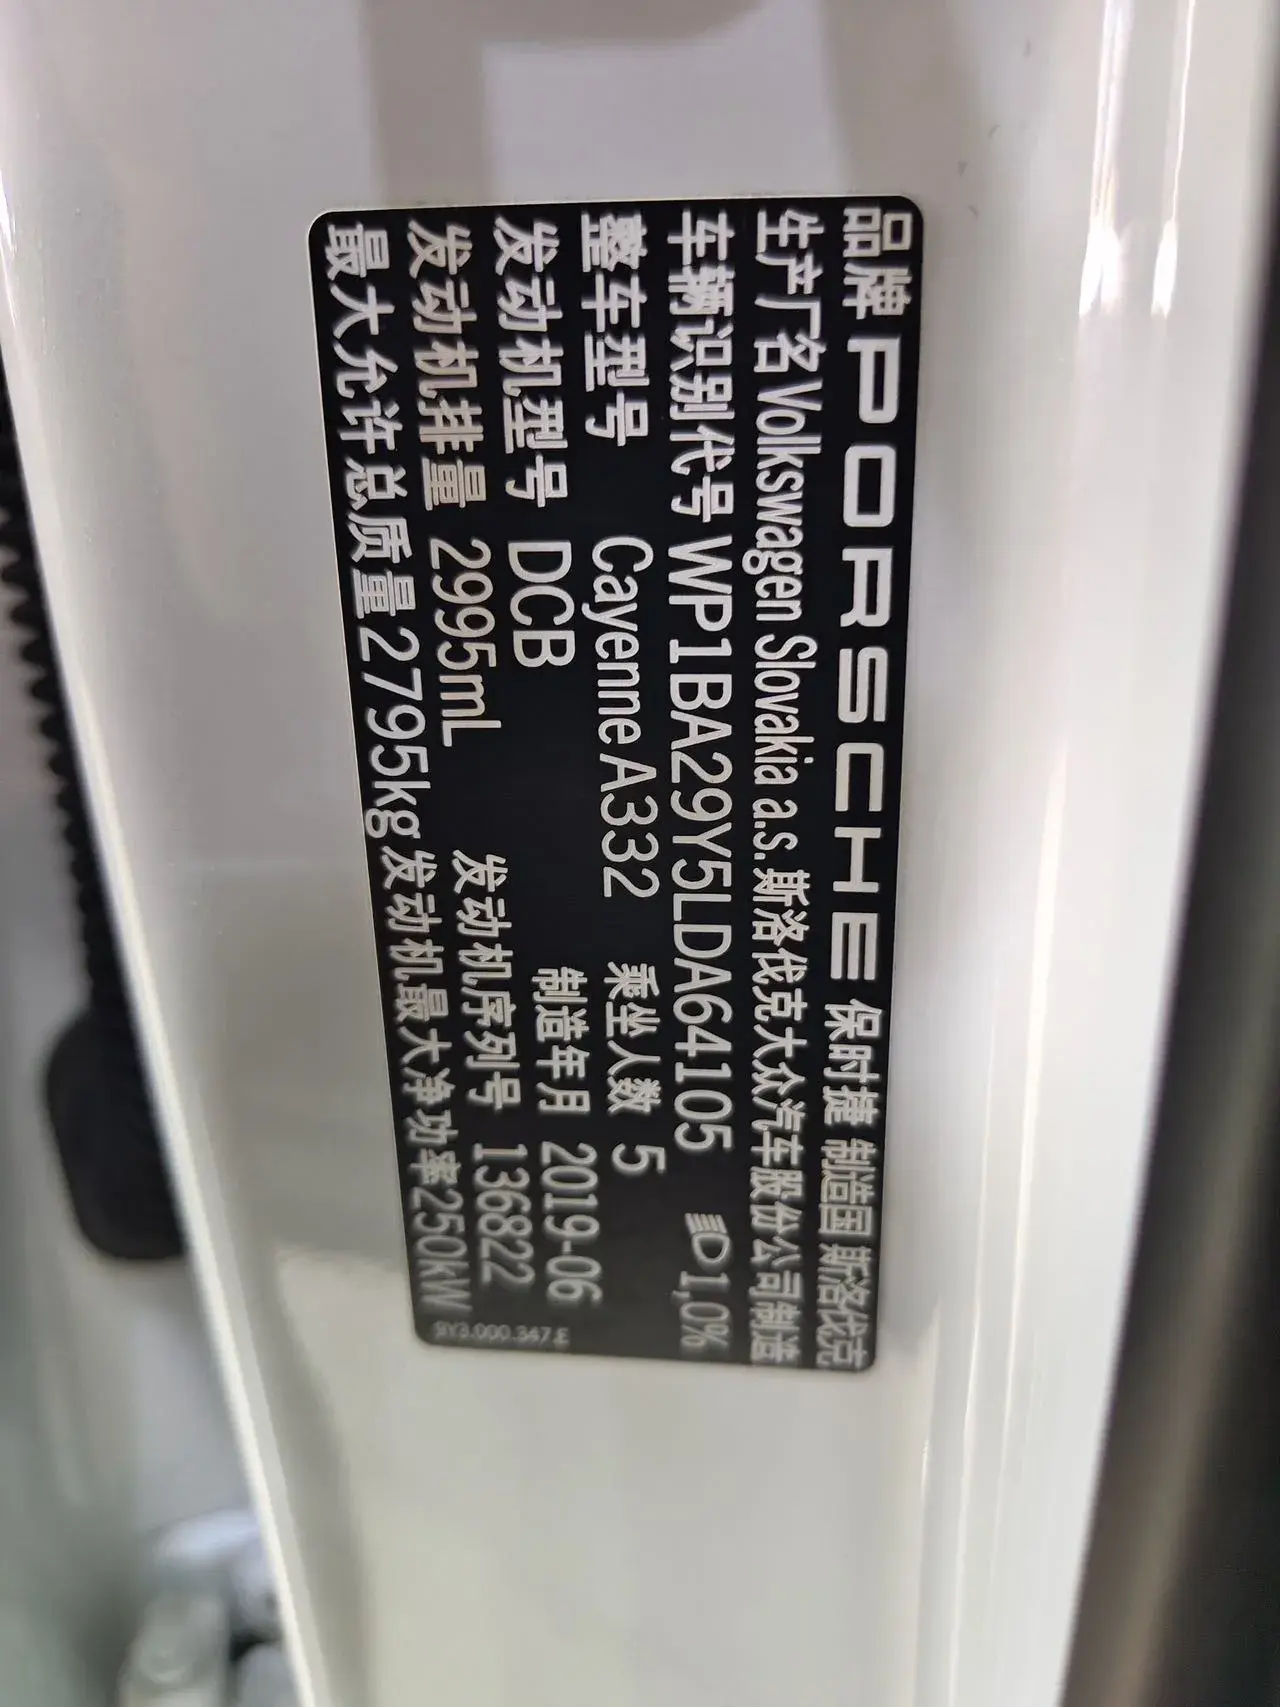 品牌 PORSCHE 保时捷 制造国 斯洛伐克
生产厂名 Volkswagen Slovakia a.s. 斯洛伐克大众汽车股份公司制造
车辆识别代号 WP1BA29Y5LDA64105 1,0%
整车型号 Cayenne A332 乘坐人数 5
发动机型号 DCB 制造年月 2019-06
发动机排量 2995mL 发动机序列号 136822
最大允许总质量 2795kg 发动机最大净功率 250kW
9Y3.000.347.E